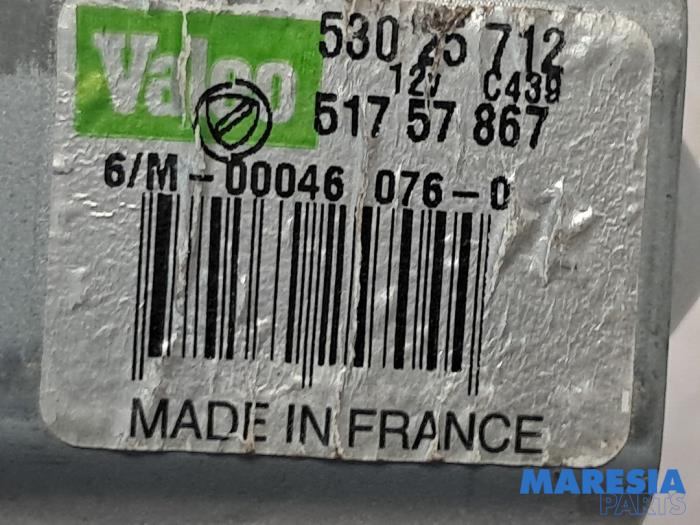 Valeo
530 25 712
12V C439
517 57 867
6/M-00046 076-0
MADE IN FRANCE
MARESIA
PARTS